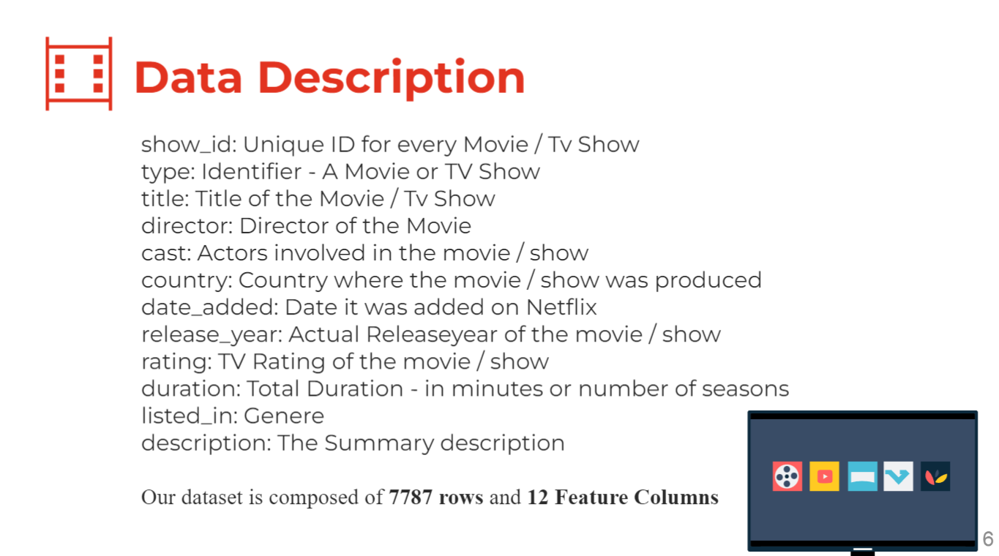 Data Description
show_id: Unique ID for every Movie / Tv Show
type: Identifier - A Movie or TV Show
title: Title of the Movie / Tv Show
director: Director of the Movie
cast: Actors involved in the movie / show
country: Country where the movie / show was produced
date_added: Date it was added on Netflix
release_year: Actual Releaseyear of the movie / show
rating: TV Rating of the movie / show
duration: Total Duration - in minutes or number of seasons
listed_in: Genere
description: The Summary description
Our dataset is composed of 7787 rows and 12 Feature Columns
6